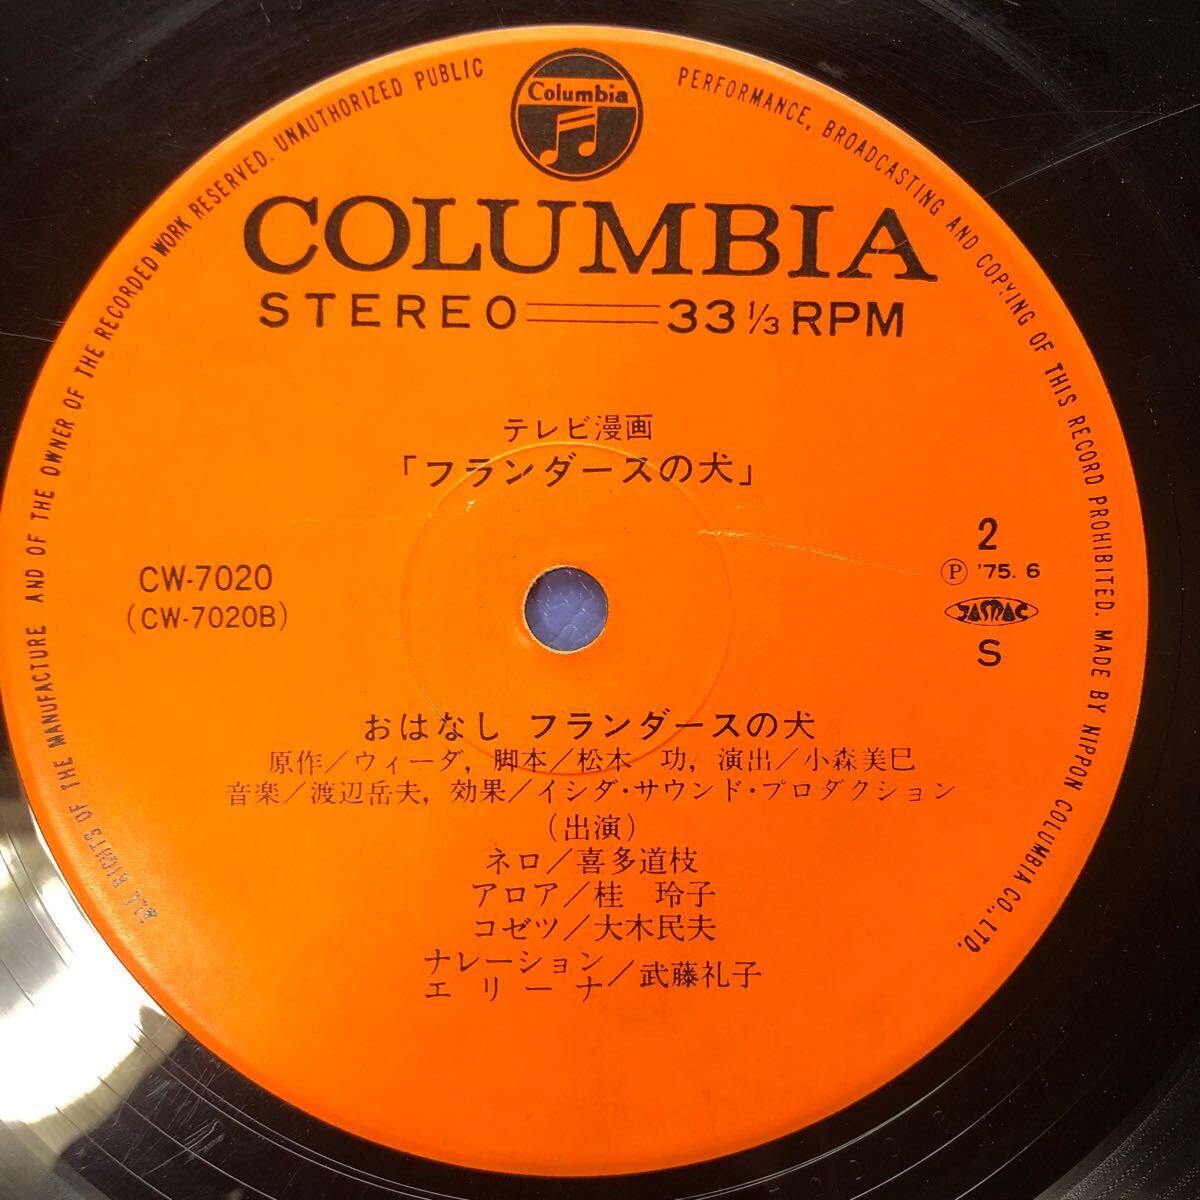 ALL RIGHTS OF THE MANUFACTURE AND OF THE OWNER OF THE RECORDED WORK RESERVED. UNAUTHORIZED PUBLIC PERFORMANCE, BROADCASTING AND COPYING OF THIS RECORD PROHIBITED. MADE BY NIPPON COLUMBIA CO., LTD.
Columbia
COLUMBIA
STEREO 33 1/3 RPM
テレビ漫画
「フランダースの犬」
2
CW-7020
Ⓟ '75. 6
(CW-7020B)
JASRAC
S
おはなし フランダースの犬
原作/ウィーダ, 脚本/松木 功, 演出/小森美巳
音楽/渡辺岳夫, 効果/イシダ・サウンド・プロダクション
(出演)
ネロ/喜多道枝
アロア/桂 玲子
コゼツ/大木民夫
ナレーション
エリーナ/武藤礼子